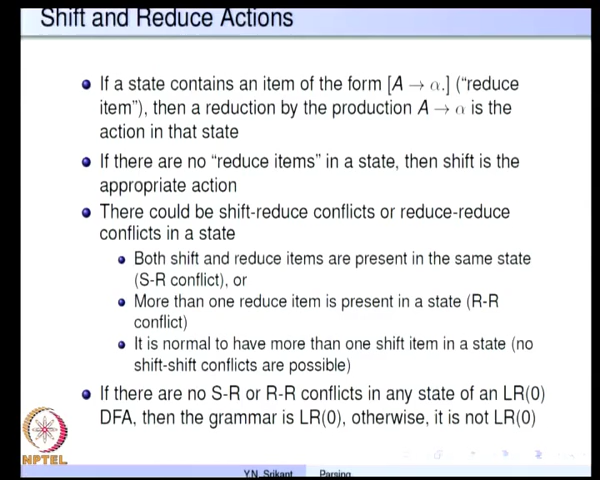 Shift and Reduce Actions
If a state contains an item of the form [A → α.] ("reduce
item"), then a reduction by the production A → α is the
action in that state
If there are no "reduce items" in a state, then shift is the
appropriate action
There could be shift-reduce conflicts or reduce-reduce
conflicts in a state
Both shift and reduce items are present in the same state
(S-R conflict), or
More than one reduce item is present in a state (R-R
conflict)
It is normal to have more than one shift item in a state (no
shift-shift conflicts are possible)
If there are no S-R or R-R conflicts in any state of an LR(0)
DFA, then the grammar is LR(0), otherwise, it is not LR(0)
NPTEL
Y.N. Srikant Parsing